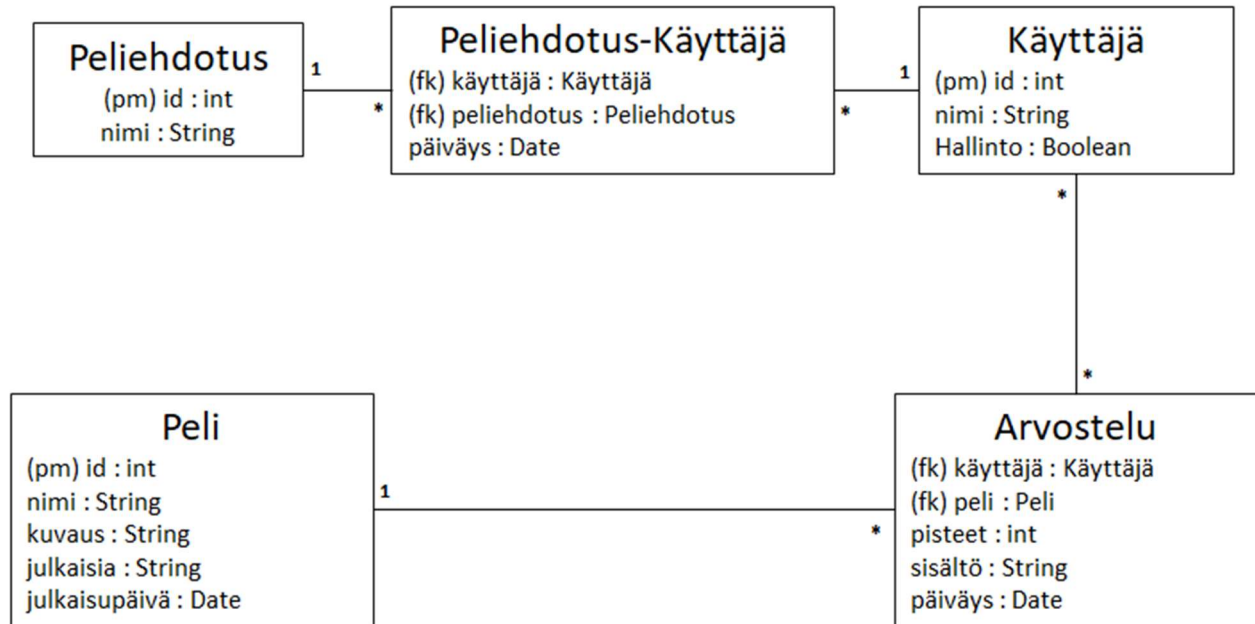 Peliehdotus
(pm) id : int
nimi : String
1
*
Peliehdotus-Käyttäjä
(fk) käyttäjä : Käyttäjä
(fk) peliehdotus : Peliehdotus
päiväys : Date
1
*
Käyttäjä
(pm) id : int
nimi : String
Hallinto : Boolean
*
*
Peli
(pm) id : int
nimi : String
kuvaus : String
julkaisia : String
julkaisupäivä : Date
1
*
Arvostelu
(fk) käyttäjä : Käyttäjä
(fk) peli : Peli
pisteet : int
sisältö : String
päiväys : Date